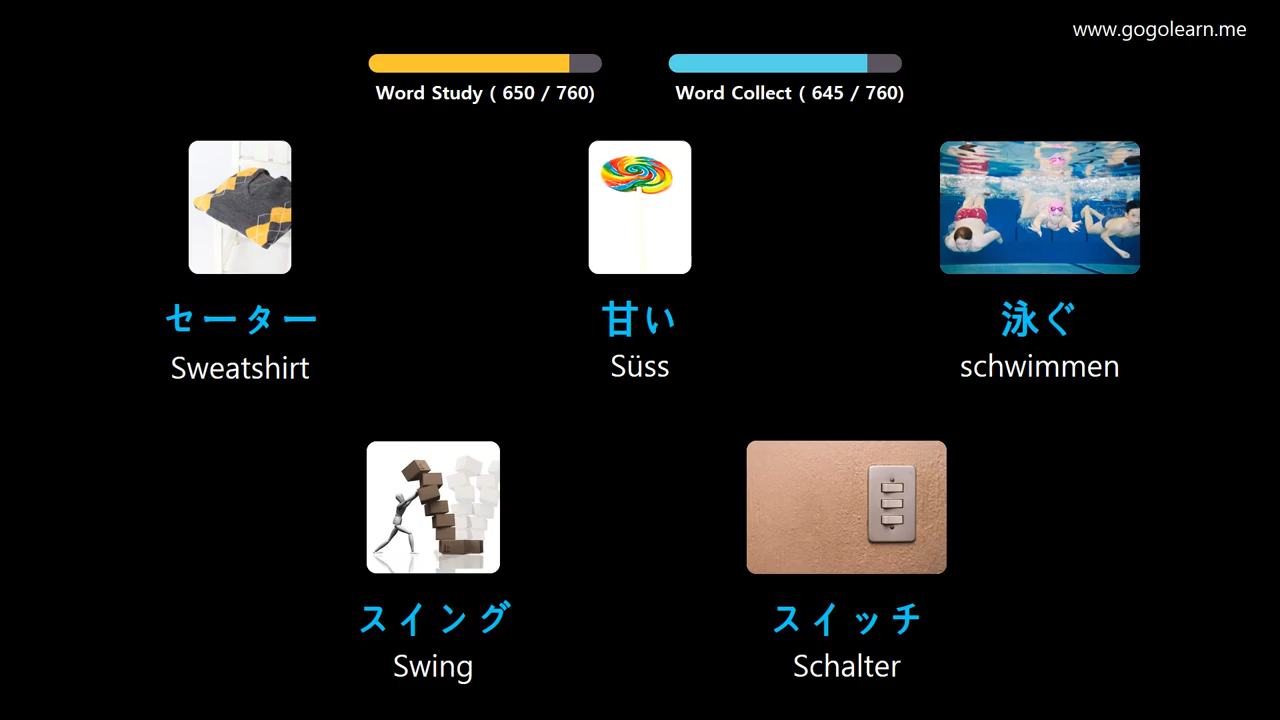 www.gogolearn.me
Word Study ( 650 / 760)
Word Collect ( 645 / 760)
セーター
Sweatshirt
甘い
Süss
泳ぐ
schwimmen
スイング
Swing
スイッチ
Schalter